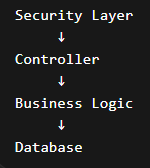 Security Layer
↓
Controller
↓
Business Logic
↓
Database